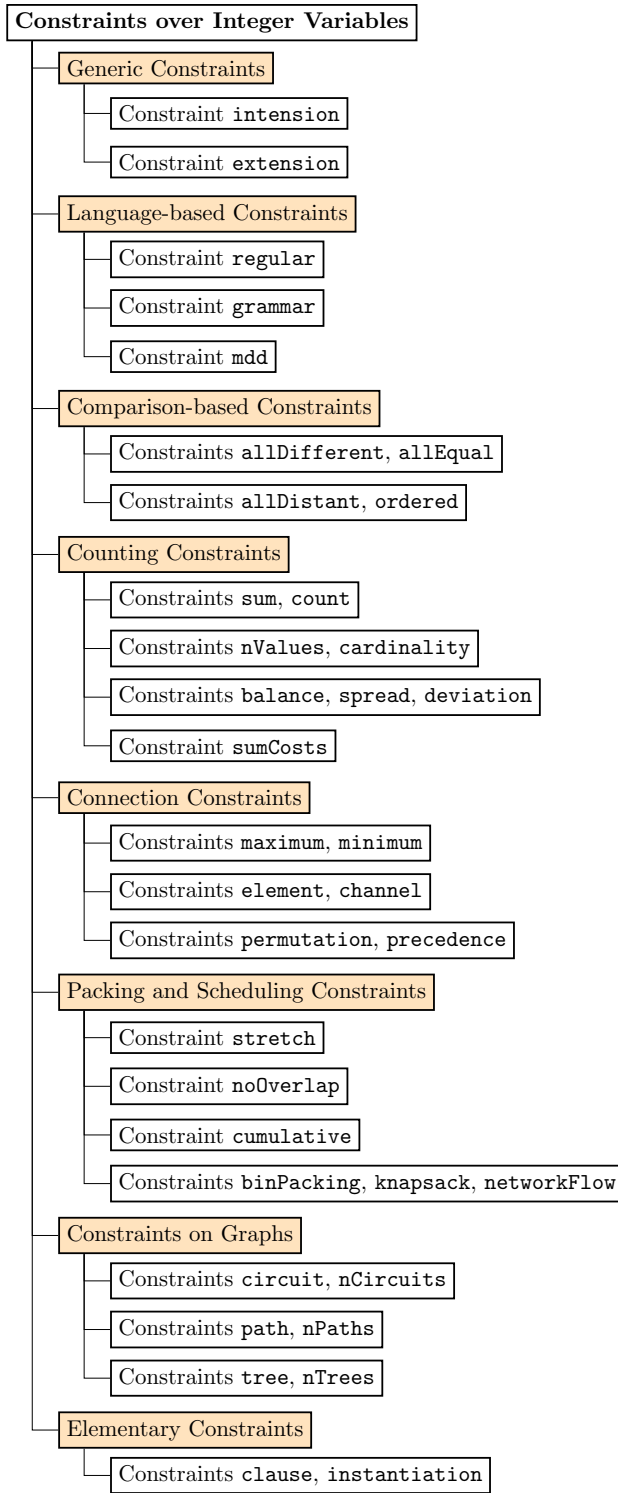 Constraints over Integer Variables
Generic Constraints
Constraint intension
Constraint extension
Language-based Constraints
Constraint regular
Constraint grammar
Constraint mdd
Comparison-based Constraints
Constraints allDifferent, allEqual
Constraints allDistant, ordered
Counting Constraints
Constraints sum, count
Constraints nValues, cardinality
Constraints balance, spread, deviation
Constraint sumCosts
Connection Constraints
Constraints maximum, minimum
Constraints element, channel
Constraints permutation, precedence
Packing and Scheduling Constraints
Constraint stretch
Constraint noOverlap
Constraint cumulative
Constraints binPacking, knapsack, networkFlow
Constraints on Graphs
Constraints circuit, nCircuits
Constraints path, nPaths
Constraints tree, nTrees
Elementary Constraints
Constraints clause, instantiation